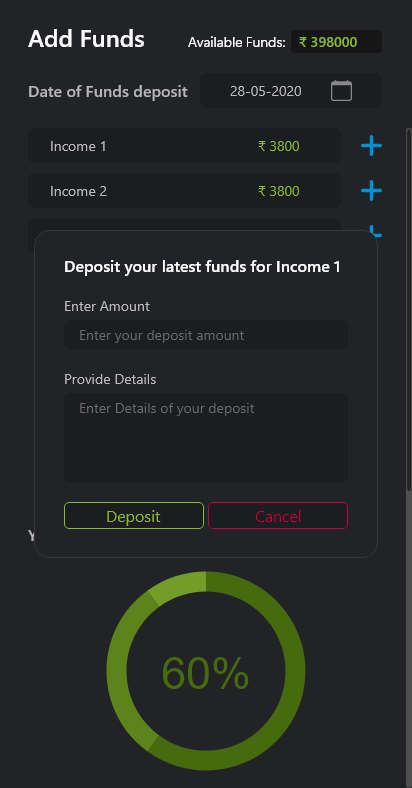 Add Funds
Available Funds: ₹ 398000
Date of Funds deposit 28-05-2020
Income 1 ₹ 3800
Income 2 ₹ 3800
Deposit your latest funds for Income 1
Enter Amount
Enter your deposit amount
Provide Details
Enter Details of your deposit
Deposit Cancel
60%